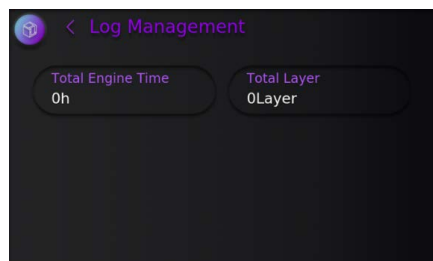 Log Management
Total Engine Time
0h
Total Layer
0Layer